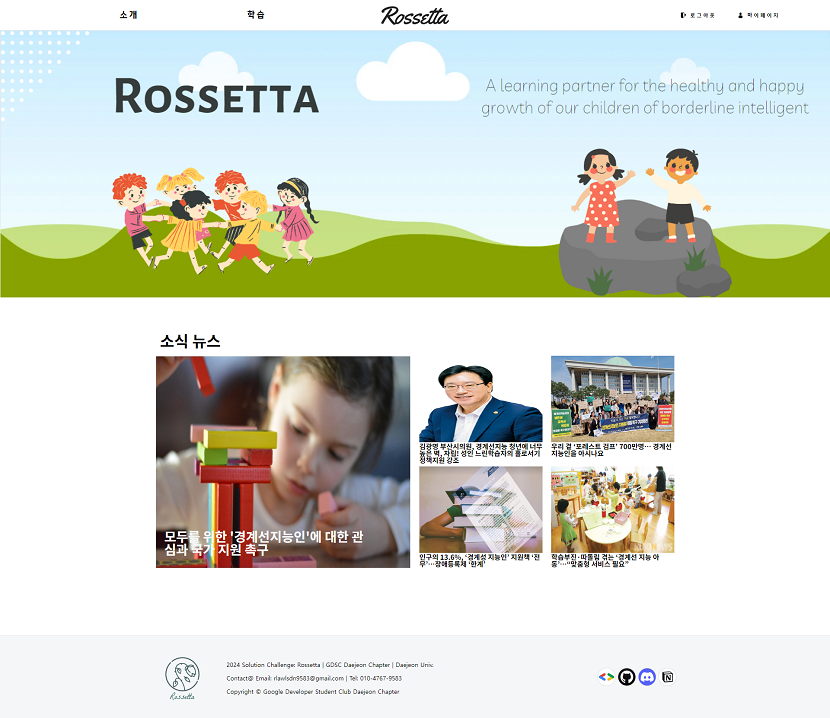 소개
학습
Rossetta
로그아웃
마이페이지
ROSSETTA
A learning partner for the healthy and happy
growth of our children of borderline intelligent
소식 뉴스
모두를 위한 '경계선지능인'에 대한 관
심과 국가 지원 촉구
김광명 부산시의원, 경계선지능 청년에 너무
높은 벽, 자립! 성인 느린학습자의 홀로서기
정책지원 강조
우리 곁 '포레스트 검프' 700만명… 경계선
지능인을 아시나요
인구의 13.6%, '경계성 지능인' 지원책 '전
무'…장애등록제 '한계'
학습부진·따돌림 겪는 '경계선 지능 아
동'…"맞춤형 서비스 필요"
Rossetta
2024 Solution Challenge: Rossetta | GDSC Daejeon Chapter | Daejeon Univ.
Contact@ Email: rlawlsdn9583@gmail.com | Tel: 010-4767-9583
Copyright © Google Developer Student Club Daejeon Chapter